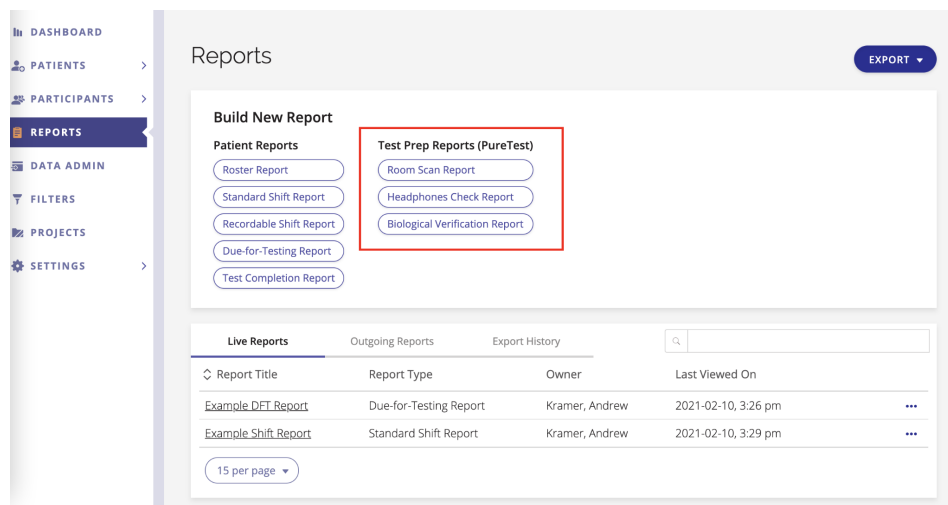 DASHBOARD
PATIENTS
PARTICIPANTS
REPORTS
DATA ADMIN
FILTERS
PROJECTS
SETTINGS
Reports
EXPORT
Build New Report
Patient Reports
Roster Report
Standard Shift Report
Recordable Shift Report
Due-for-Testing Report
Test Completion Report
Test Prep Reports (PureTest)
Room Scan Report
Headphones Check Report
Biological Verification Report
Live Reports Outgoing Reports Export History
Report Title Report Type Owner Last Viewed On
Example DFT Report Due-for-Testing Report Kramer, Andrew 2021-02-10, 3:26 pm
Example Shift Report Standard Shift Report Kramer, Andrew 2021-02-10, 3:29 pm
15 per page